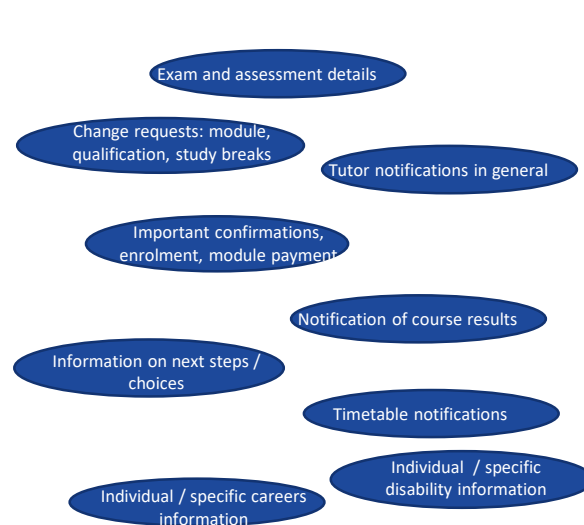 Exam and assessment details
Change requests: module,
qualification, study breaks
Tutor notifications in general
Important confirmations,
enrolment, module payment
Notification of course results
Information on next steps /
choices
Timetable notifications
Individual / specific
disability information
Individual / specific careers
information